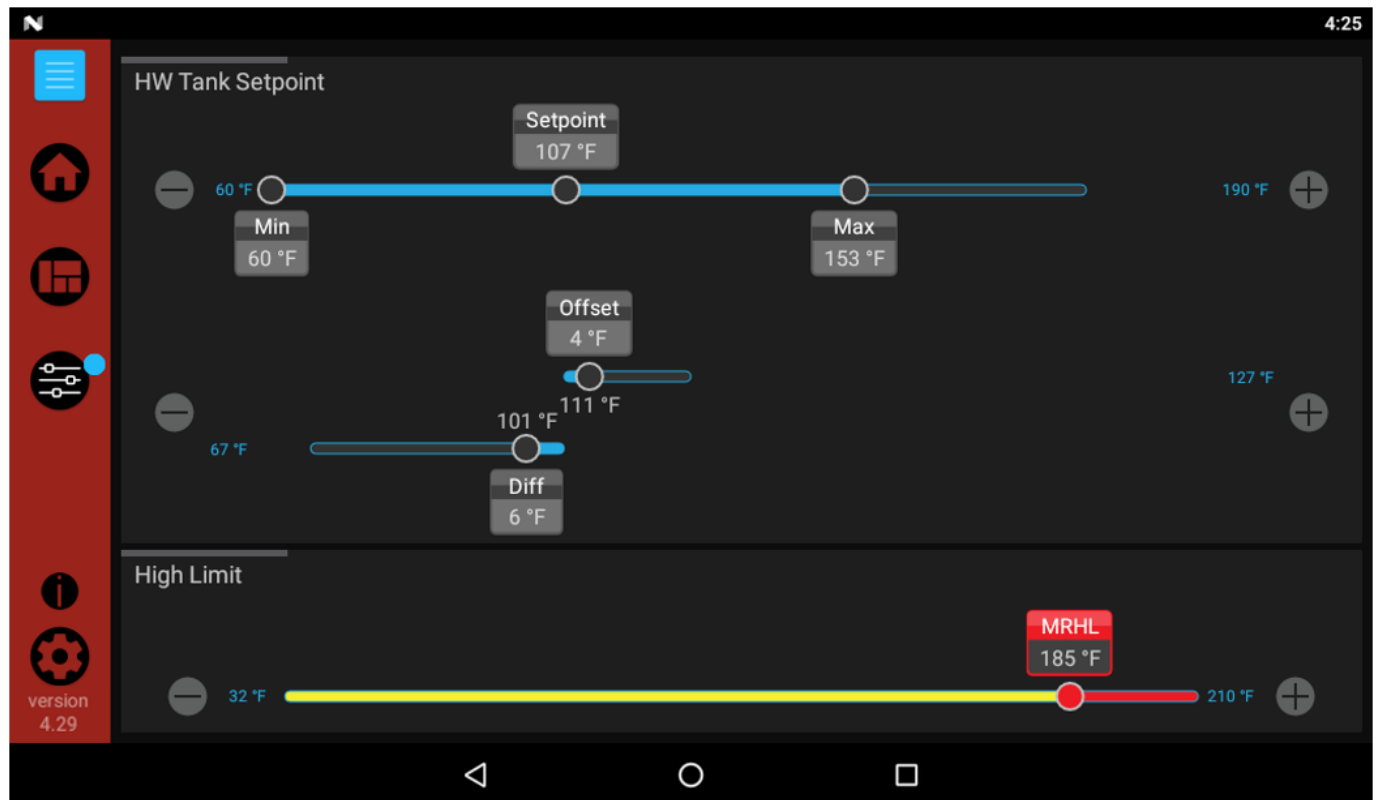 4:25
HW Tank Setpoint
Setpoint
107 °F
60 °F
190 °F
Min
60 °F
Max
153 °F
Offset
4 °F
127 °F
111 °F
101 °F
67 °F
Diff
6 °F
High Limit
MRHL
185 °F
32 °F
210 °F
version
4.29